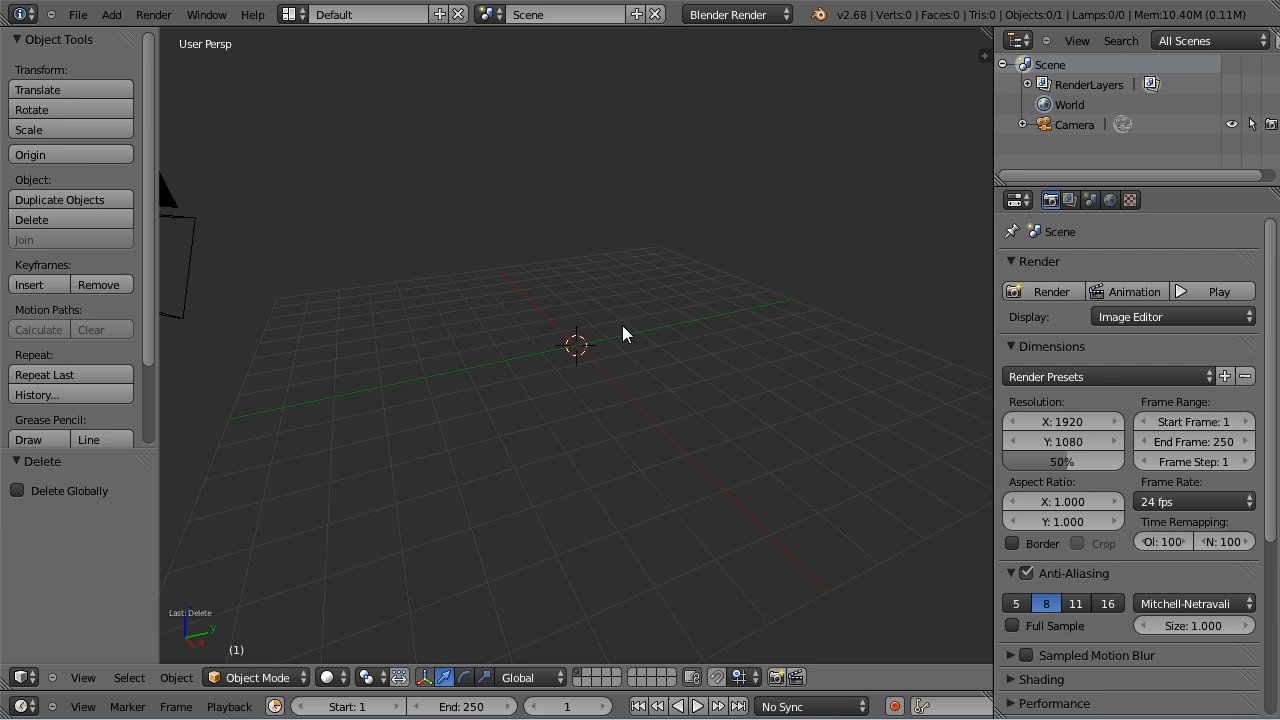 File Add Render Window Help Default Scene Blender Render v2.68 | Verts:0 | Faces:0 | Tris:0 | Objects:0/1 | Lamps:0/0 | Mem:10.40M (0.11M)
Object Tools
Transform:
Translate
Rotate
Scale
Origin
Object:
Duplicate Objects
Delete
Join
Keyframes:
Insert Remove
Motion Paths:
Calculate Clear
Repeat:
Repeat Last
History...
Grease Pencil:
Draw Line
Delete
Delete Globally
User Persp
Last: Delete
y
x
(1)
View Select Object Object Mode Global
View Marker Frame Playback Start: 1 End: 250 1 No Sync
View Search All Scenes
Scene
RenderLayers |
World
Camera |
Scene
Render
Render Animation Play
Display: Image Editor
Dimensions
Render Presets
Resolution: Frame Range:
X: 1920 Start Frame: 1
Y: 1080 End Frame: 250
50% Frame Step: 1
Aspect Ratio: Frame Rate:
X: 1.000 24 fps
Y: 1.000 Time Remapping:
Border Crop Ol: 100 N: 100
Anti-Aliasing
5 8 11 16 Mitchell-Netravali
Full Sample Size: 1.000
Sampled Motion Blur
Shading
Performance